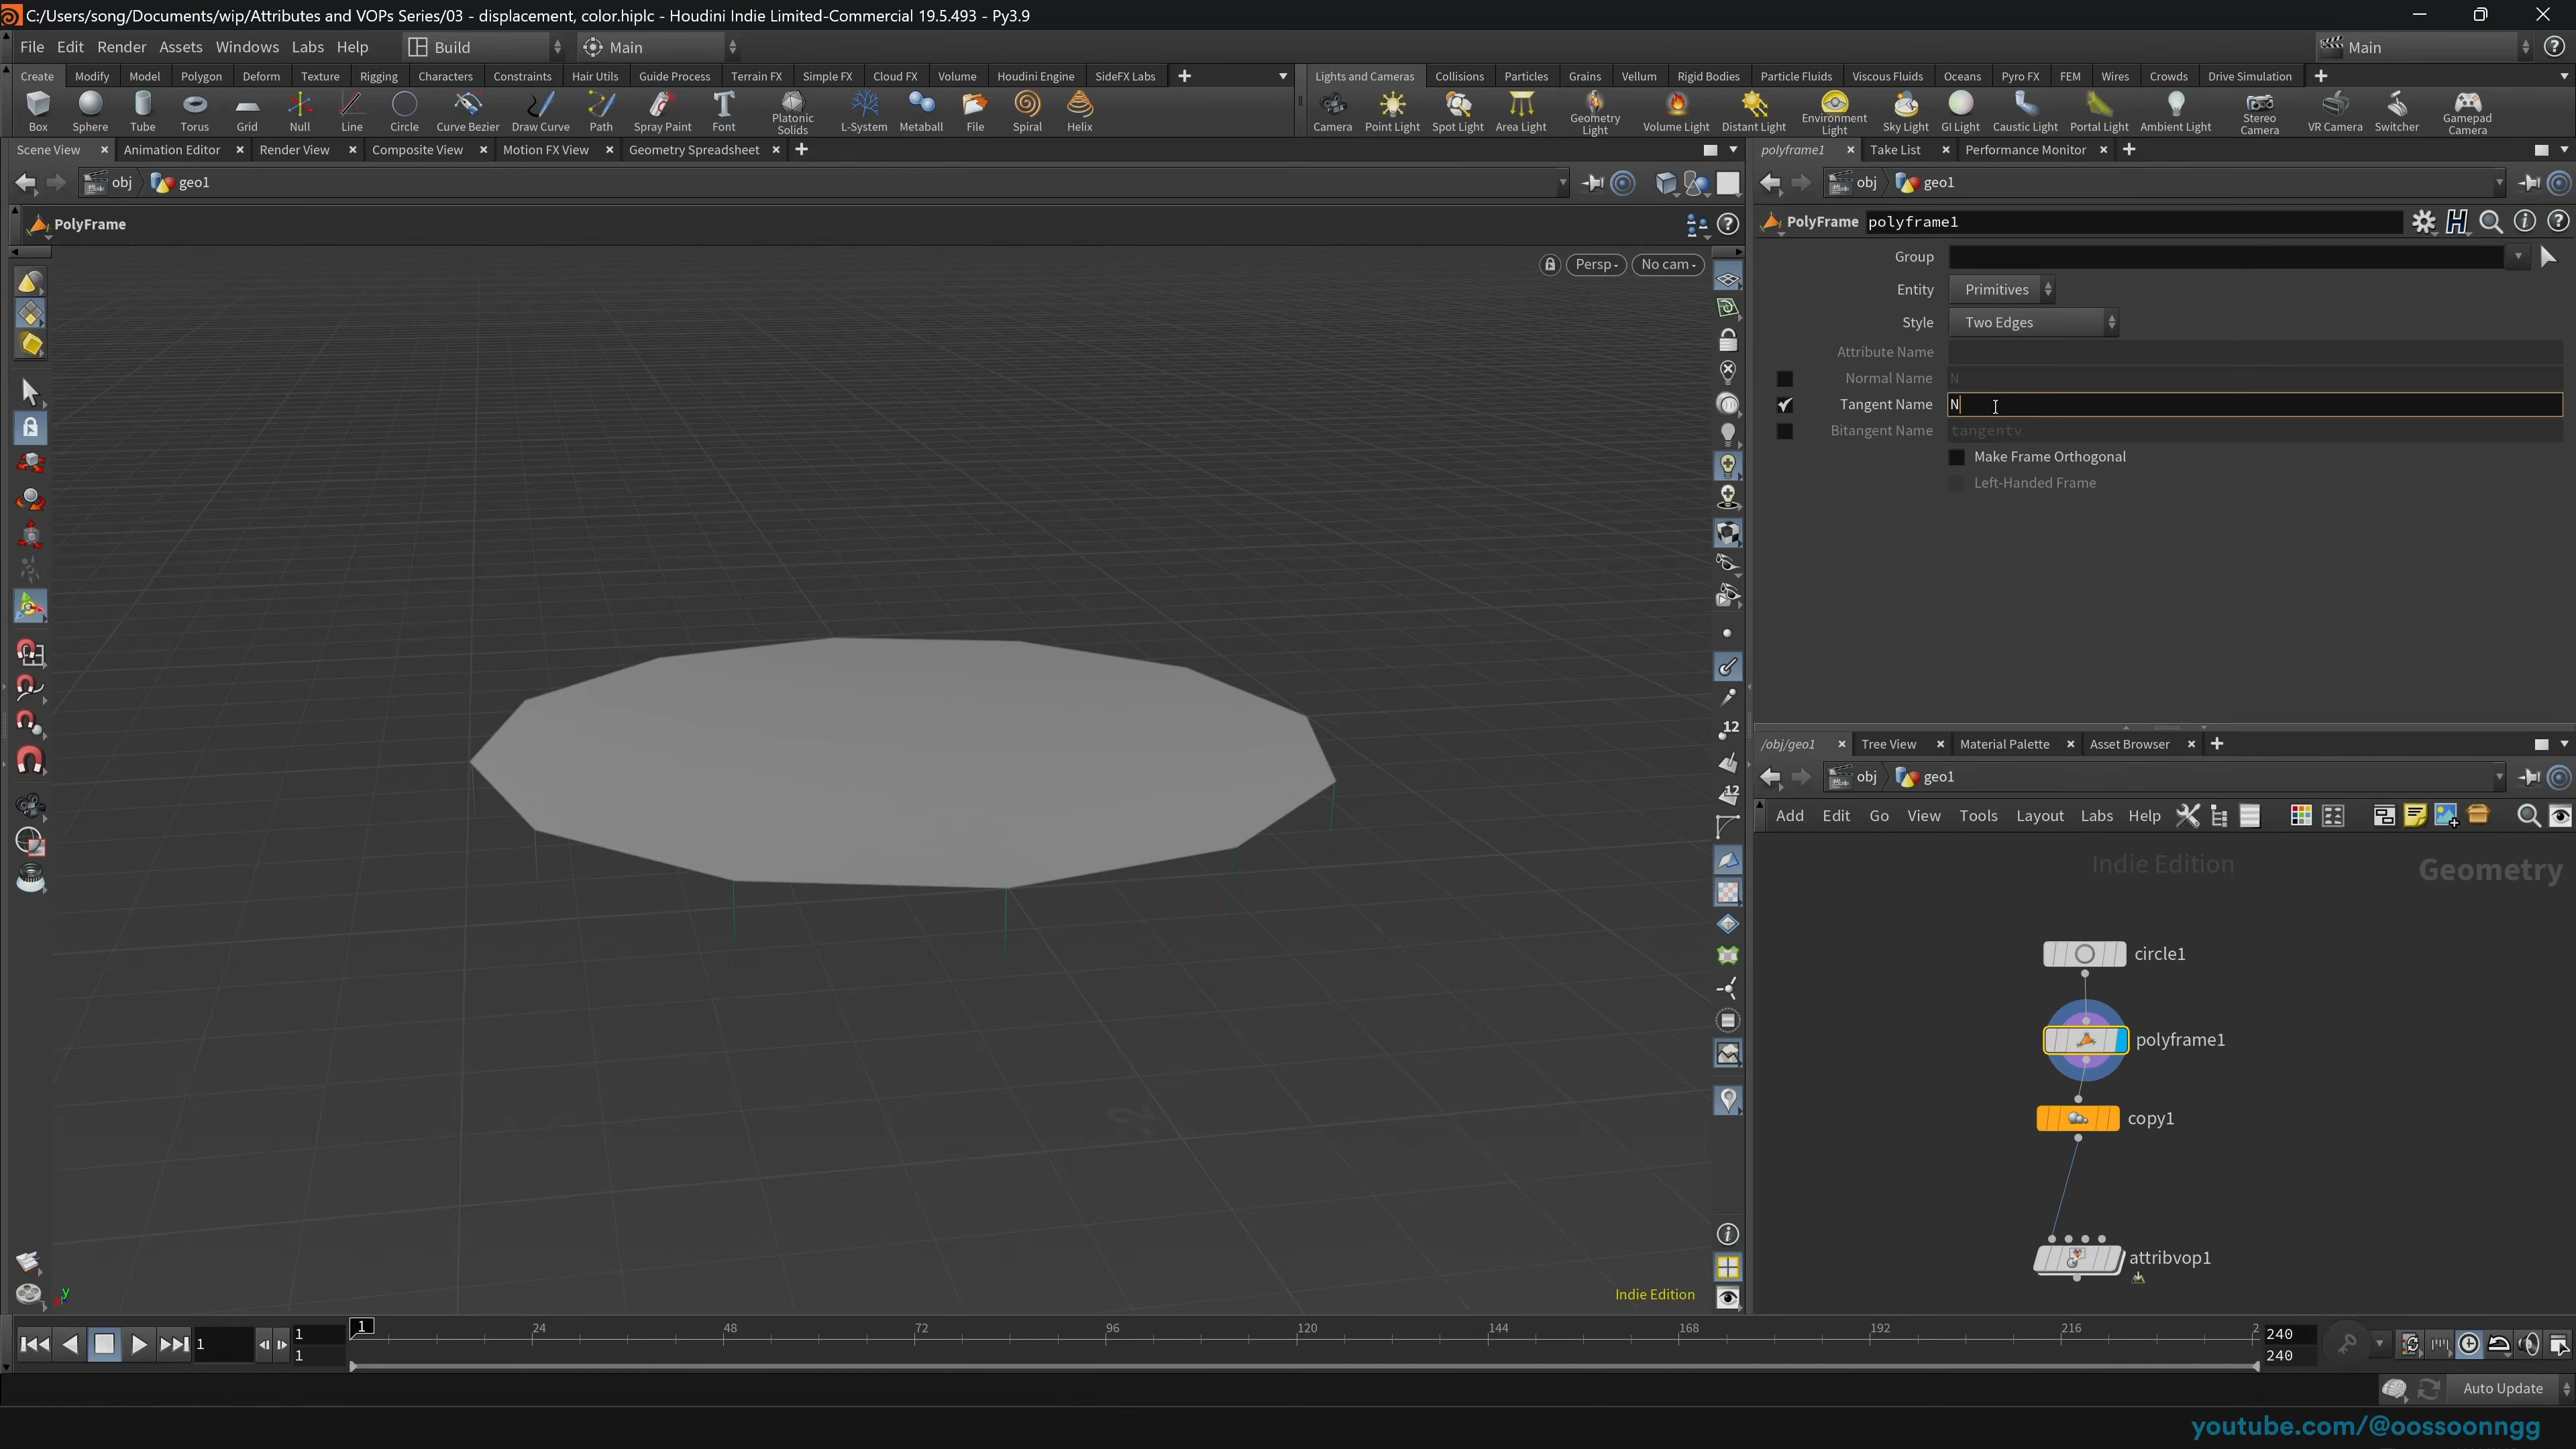 C:/Users/song/Documents/wip/Attributes and VOPs Series/03 - displacement, color.hiplc - Houdini Indie Limited-Commercial 19.5.493 - Py3.9
File Edit Render Assets Windows Labs Help Build Main Main
Create Modify Model Polygon Deform Texture Rigging Characters Constraints Hair Utils Guide Process Terrain FX Simple FX Cloud FX Volume Houdini Engine SideFX Labs
Lights and Cameras Collisions Particles Grains Vellum Rigid Bodies Particle Fluids Viscous Fluids Oceans Pyro FX FEM Wires Crowds Drive Simulation
Box Sphere Tube Torus Grid Null Line Circle Curve Bezier Draw Curve Path Spray Paint Font Platonic Solids L-System Metaball File Spiral Helix
Camera Point Light Spot Light Area Light Geometry Light Volume Light Distant Light Environment Light Sky Light GI Light Caustic Light Portal Light Ambient Light Stereo Camera VR Camera Switcher Gamepad Camera
Scene View Animation Editor Render View Composite View Motion FX View Geometry Spreadsheet
polyframe1 Take List Performance Monitor
obj geo1
obj geo1
PolyFrame
PolyFrame polyframe1
Persp No cam
Group
Entity Primitives
Style Two Edges
Attribute Name
Normal Name N
Tangent Name N
Bitangent Name tangentv
Make Frame Orthogonal
Left-Handed Frame
12
12
/obj/geo1 Tree View Material Palette Asset Browser
obj geo1
Add Edit Go View Tools Layout Labs Help
Indie Edition
Geometry
circle1
polyframe1
copy1
attribvop1
y
Indie Edition
1 1 1 1 24 48 72 96 120 144 168 192 216 2 240 240
Auto Update
youtube.com/@oossoonngg